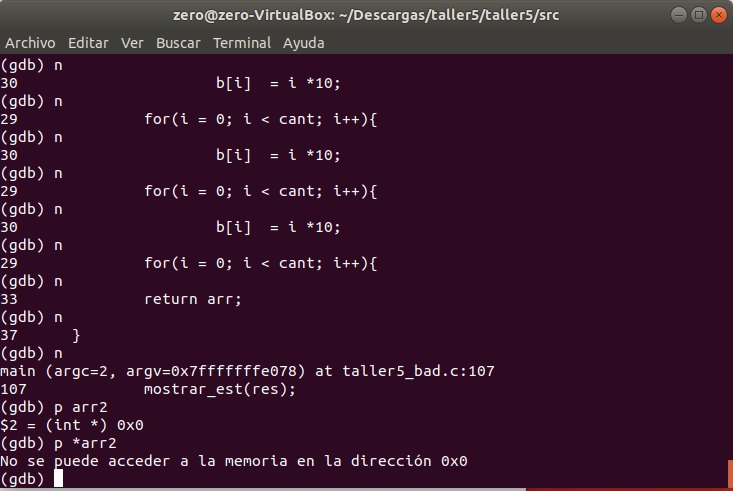 zero@zero-VirtualBox: ~/Descargas/taller5/taller5/src
Archivo Editar Ver Buscar Terminal Ayuda
(gdb) n
30                      b[i]  = i *10;
(gdb) n
29              for(i = 0; i < cant; i++){
(gdb) n
30                      b[i]  = i *10;
(gdb) n
29              for(i = 0; i < cant; i++){
(gdb) n
30                      b[i]  = i *10;
(gdb) n
29              for(i = 0; i < cant; i++){
(gdb) n
33              return arr;
(gdb) n
37      }
(gdb) n
main (argc=2, argv=0x7fffffffe078) at taller5_bad.c:107
107             mostrar_est(res);
(gdb) p arr2
$2 = (int *) 0x0
(gdb) p *arr2
No se puede acceder a la memoria en la dirección 0x0
(gdb)